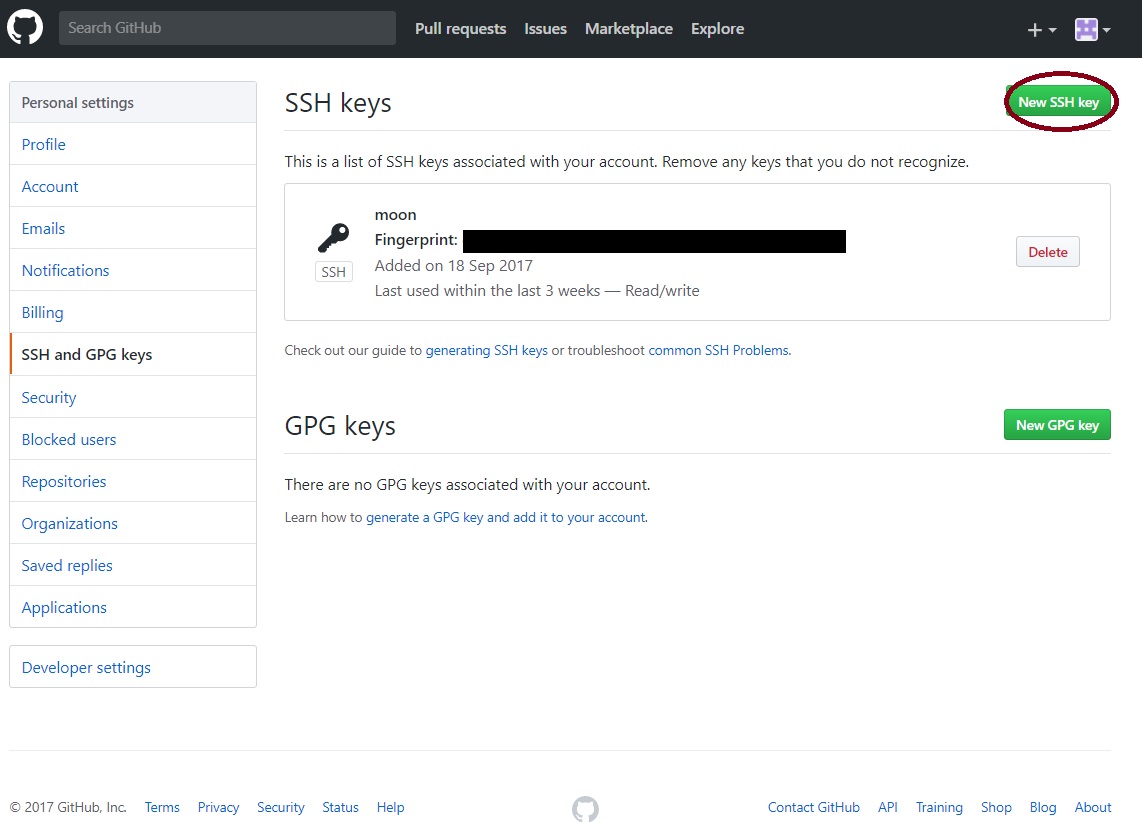 Search GitHub Pull requests Issues Marketplace Explore
Personal settings
Profile
Account
Emails
Notifications
Billing
SSH and GPG keys
Security
Blocked users
Repositories
Organizations
Saved replies
Applications
Developer settings
SSH keys
New SSH key
This is a list of SSH keys associated with your account. Remove any keys that you do not recognize.
SSH
moon
Fingerprint:
Added on 18 Sep 2017
Last used within the last 3 weeks — Read/write
Delete
Check out our guide to generating SSH keys or troubleshoot common SSH Problems.
GPG keys
New GPG key
There are no GPG keys associated with your account.
Learn how to generate a GPG key and add it to your account.
© 2017 GitHub, Inc. Terms Privacy Security Status Help Contact GitHub API Training Shop Blog About